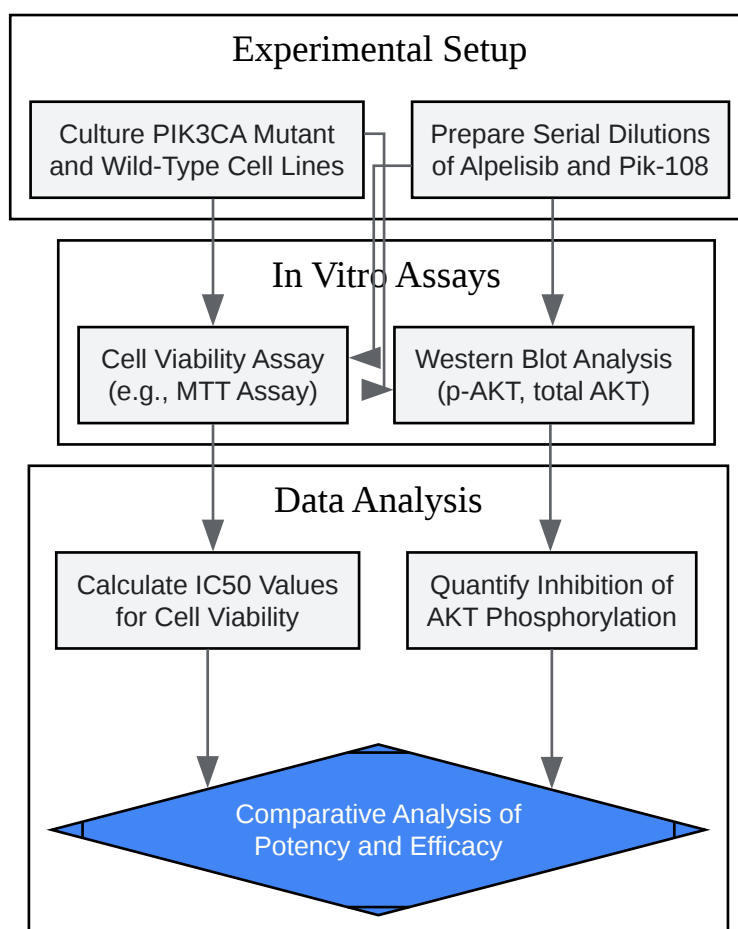 Experimental Setup
Culture PIK3CA Mutant
and Wild-Type Cell Lines
Prepare Serial Dilutions
of Alpelisib and Pik-108
In Vitro Assays
Cell Viability Assay
(e.g., MTT Assay)
Western Blot Analysis
(p-AKT, total AKT)
Data Analysis
Calculate IC50 Values
for Cell Viability
Quantify Inhibition of
AKT Phosphorylation
Comparative Analysis of
Potency and Efficacy